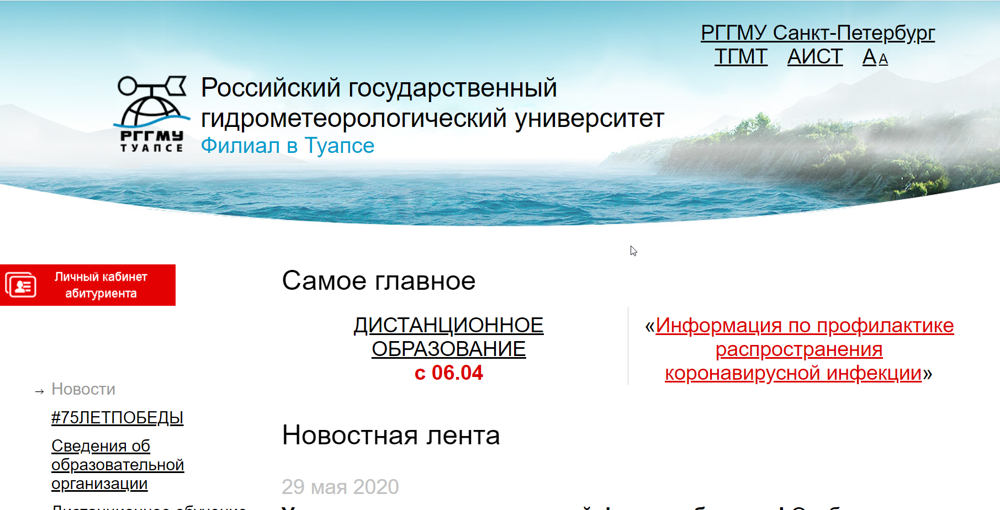 РГГМУ Санкт-Петербург
ТГМТ АИСТ А А
Российский государственный
гидрометеорологический университет
Филиал в Туапсе
РГГМУ
ТУАПСЕ
Личный кабинет
абитуриента
Самое главное
ДИСТАНЦИОННОЕ
ОБРАЗОВАНИЕ
с 06.04
«Информация по профилактике
распространения
коронавирусной инфекции»
→ Новости
#75ЛЕТПОБЕДЫ
Сведения об
образовательной
организации
Новостная лента
29 мая 2020